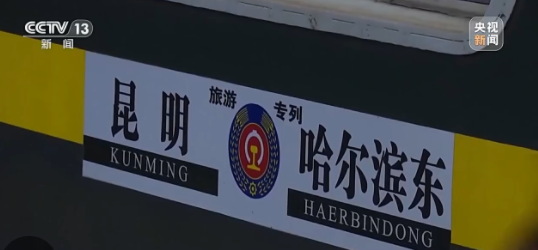 CCTV 13
新闻
央视
新闻
旅游 专列
昆明 哈尔滨东
KUNMING HAERBINDONG